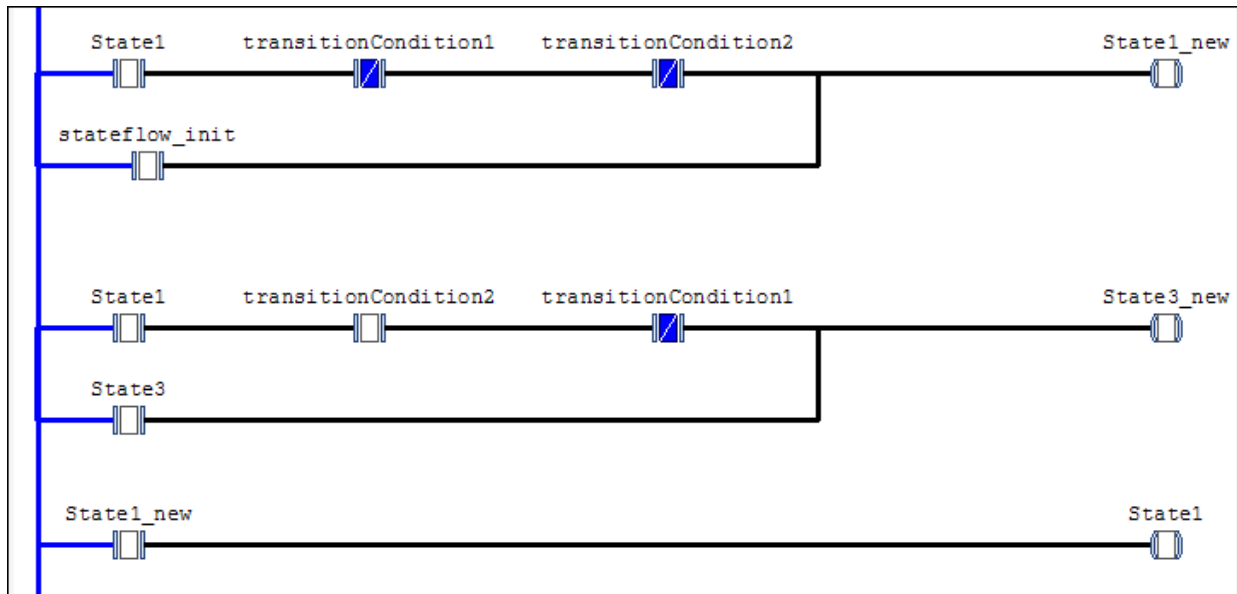 State1 transitionCondition1 transitionCondition2 State1_new
stateflow_init
State1 transitionCondition2 transitionCondition1 State3_new
State3
State1_new State1